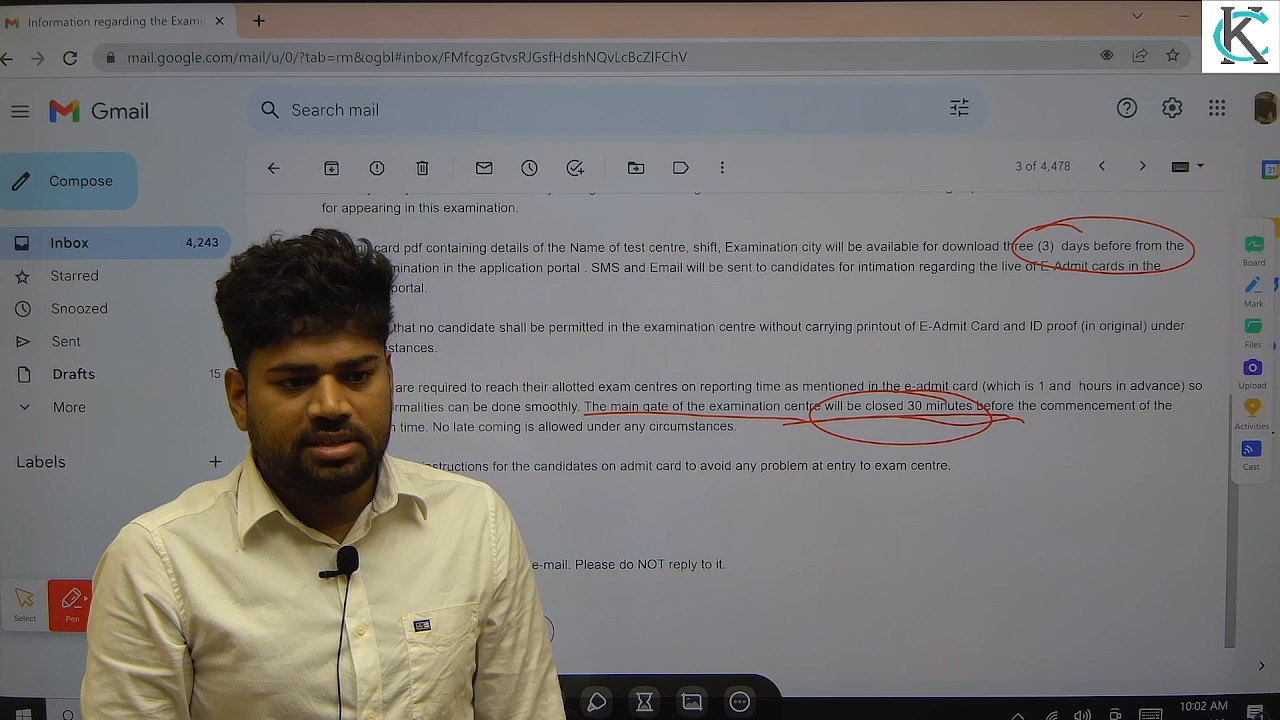 Information regarding the Exami
mail.google.com/mail/u/0/?tab=rm&ogbl#inbox/FMfcgzGtvsRJGsfHdshNQvLcBcZlFChV
KC
Gmail
Search mail
Compose
3 of 4,478
31
Inbox 4,243
Starred
Snoozed
Sent
Drafts 15
More
Labels
for appearing in this examination.
card pdf containing details of the Name of test centre, shift, Examination city will be available for download three (3) days before from the
mination in the application portal . SMS and Email will be sent to candidates for intimation regarding the live of E-Admit cards in the
portal.
that no candidate shall be permitted in the examination centre without carrying printout of E-Admit Card and ID proof (in original) under
stances.
are required to reach their allotted exam centres on reporting time as mentioned in the e-admit card (which is 1 and hours in advance) so
rmalities can be done smoothly. The main gate of the examination centre will be closed 30 minutes before the commencement of the
n time. No late coming is allowed under any circumstances.
instructions for the candidates on admit card to avoid any problem at entry to exam centre.
e-mail. Please do NOT reply to it.
Board
Mark
Files
Upload
Activities
Cast
Select
Pen
10:02 AM